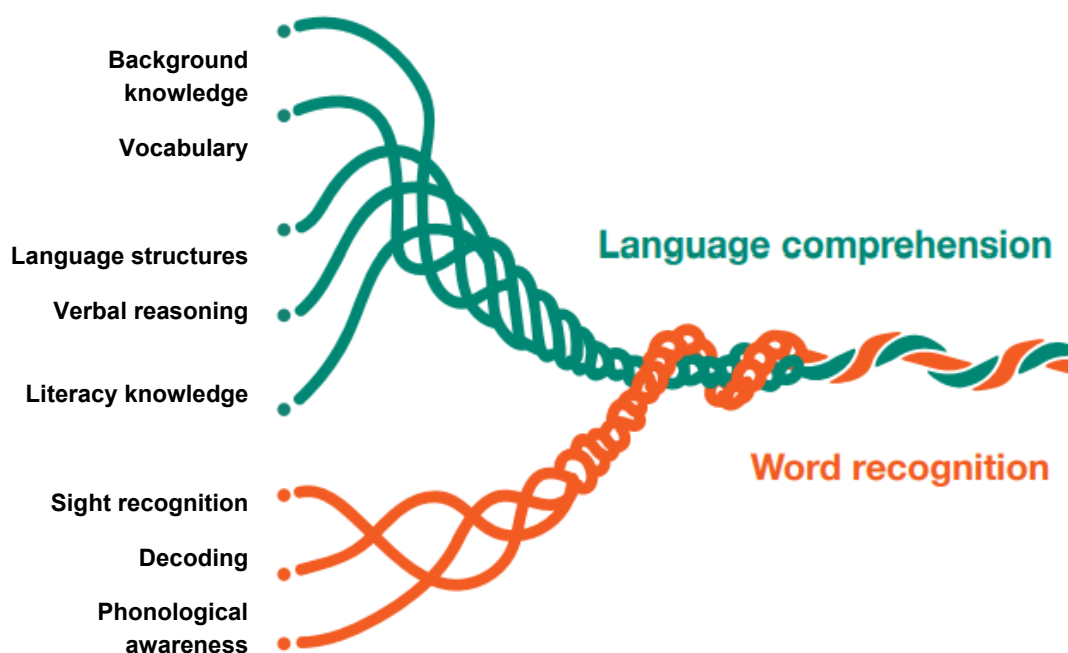 Background
knowledge
Vocabulary
Language structures
Verbal reasoning
Literacy knowledge
Language comprehension
Sight recognition
Decoding
Phonological
awareness
Word recognition